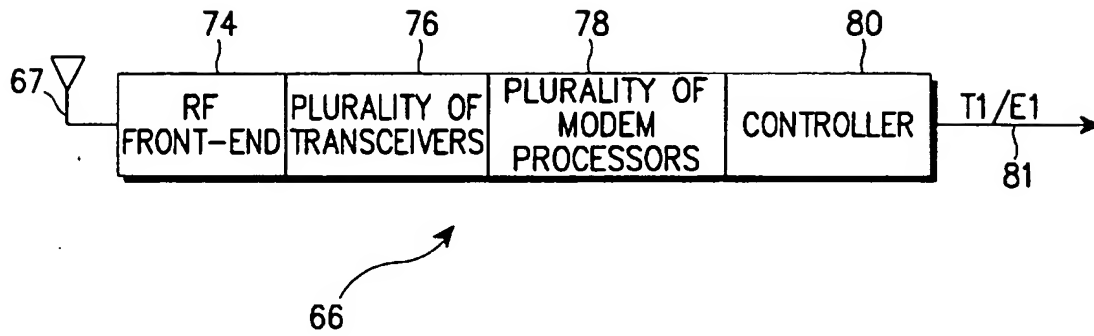 74
76
78
80
67
RF
FRONT-END
PLURALITY OF
TRANSCEIVERS
PLURALITY OF
MODEM
PROCESSORS
CONTROLLER
T1/E1
81
66